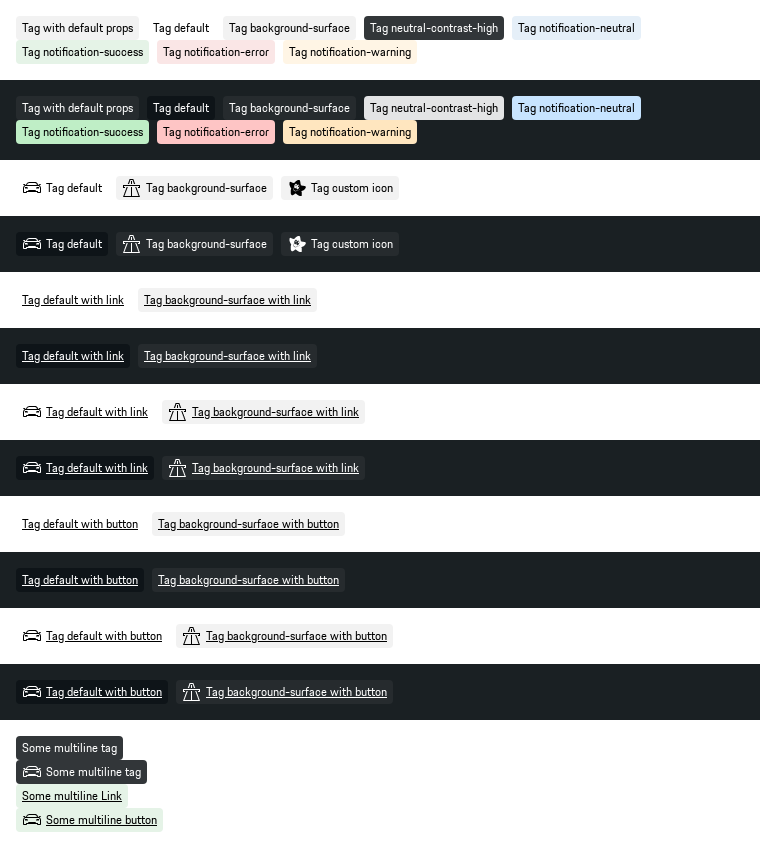 Tag with default props Tag default Tag background-surface Tag neutral-contrast-high Tag notification-neutral
Tag notification-success Tag notification-error Tag notification-warning
Tag with default props Tag default Tag background-surface Tag neutral-contrast-high Tag notification-neutral
Tag notification-success Tag notification-error Tag notification-warning
Tag default Tag background-surface Tag custom icon
Tag default Tag background-surface Tag custom icon
Tag default with link Tag background-surface with link
Tag default with link Tag background-surface with link
Tag default with link Tag background-surface with link
Tag default with link Tag background-surface with link
Tag default with button Tag background-surface with button
Tag default with button Tag background-surface with button
Tag default with button Tag background-surface with button
Tag default with button Tag background-surface with button
Some multiline tag
Some multiline tag
Some multiline Link
Some multiline button